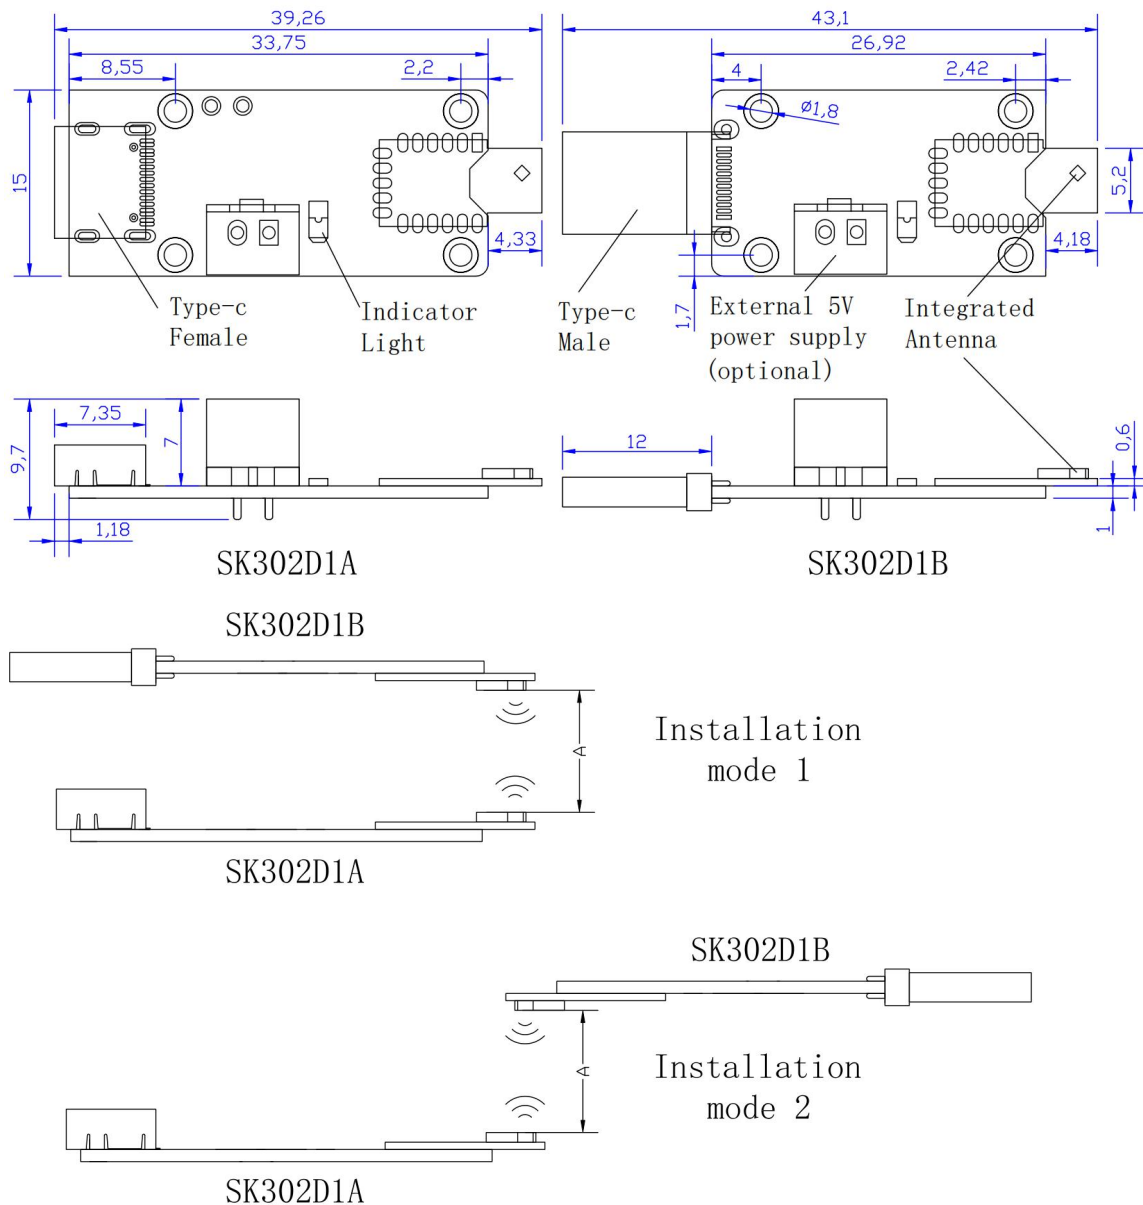 39,26
43,1
33,75
26,92
8,55
2,2
4
2,42
ø1,8
15
5,2
4,33
4,18
1,7
Type-c
Female
Indicator
Light
Type-c
Male
External 5V
power supply
(optional)
Integrated
Antenna
7,35
9,7
7
12
0,6
1,18
1
SK302D1A
SK302D1B
SK302D1B
A
Installation
mode 1
SK302D1A
SK302D1B
A
Installation
mode 2
SK302D1A